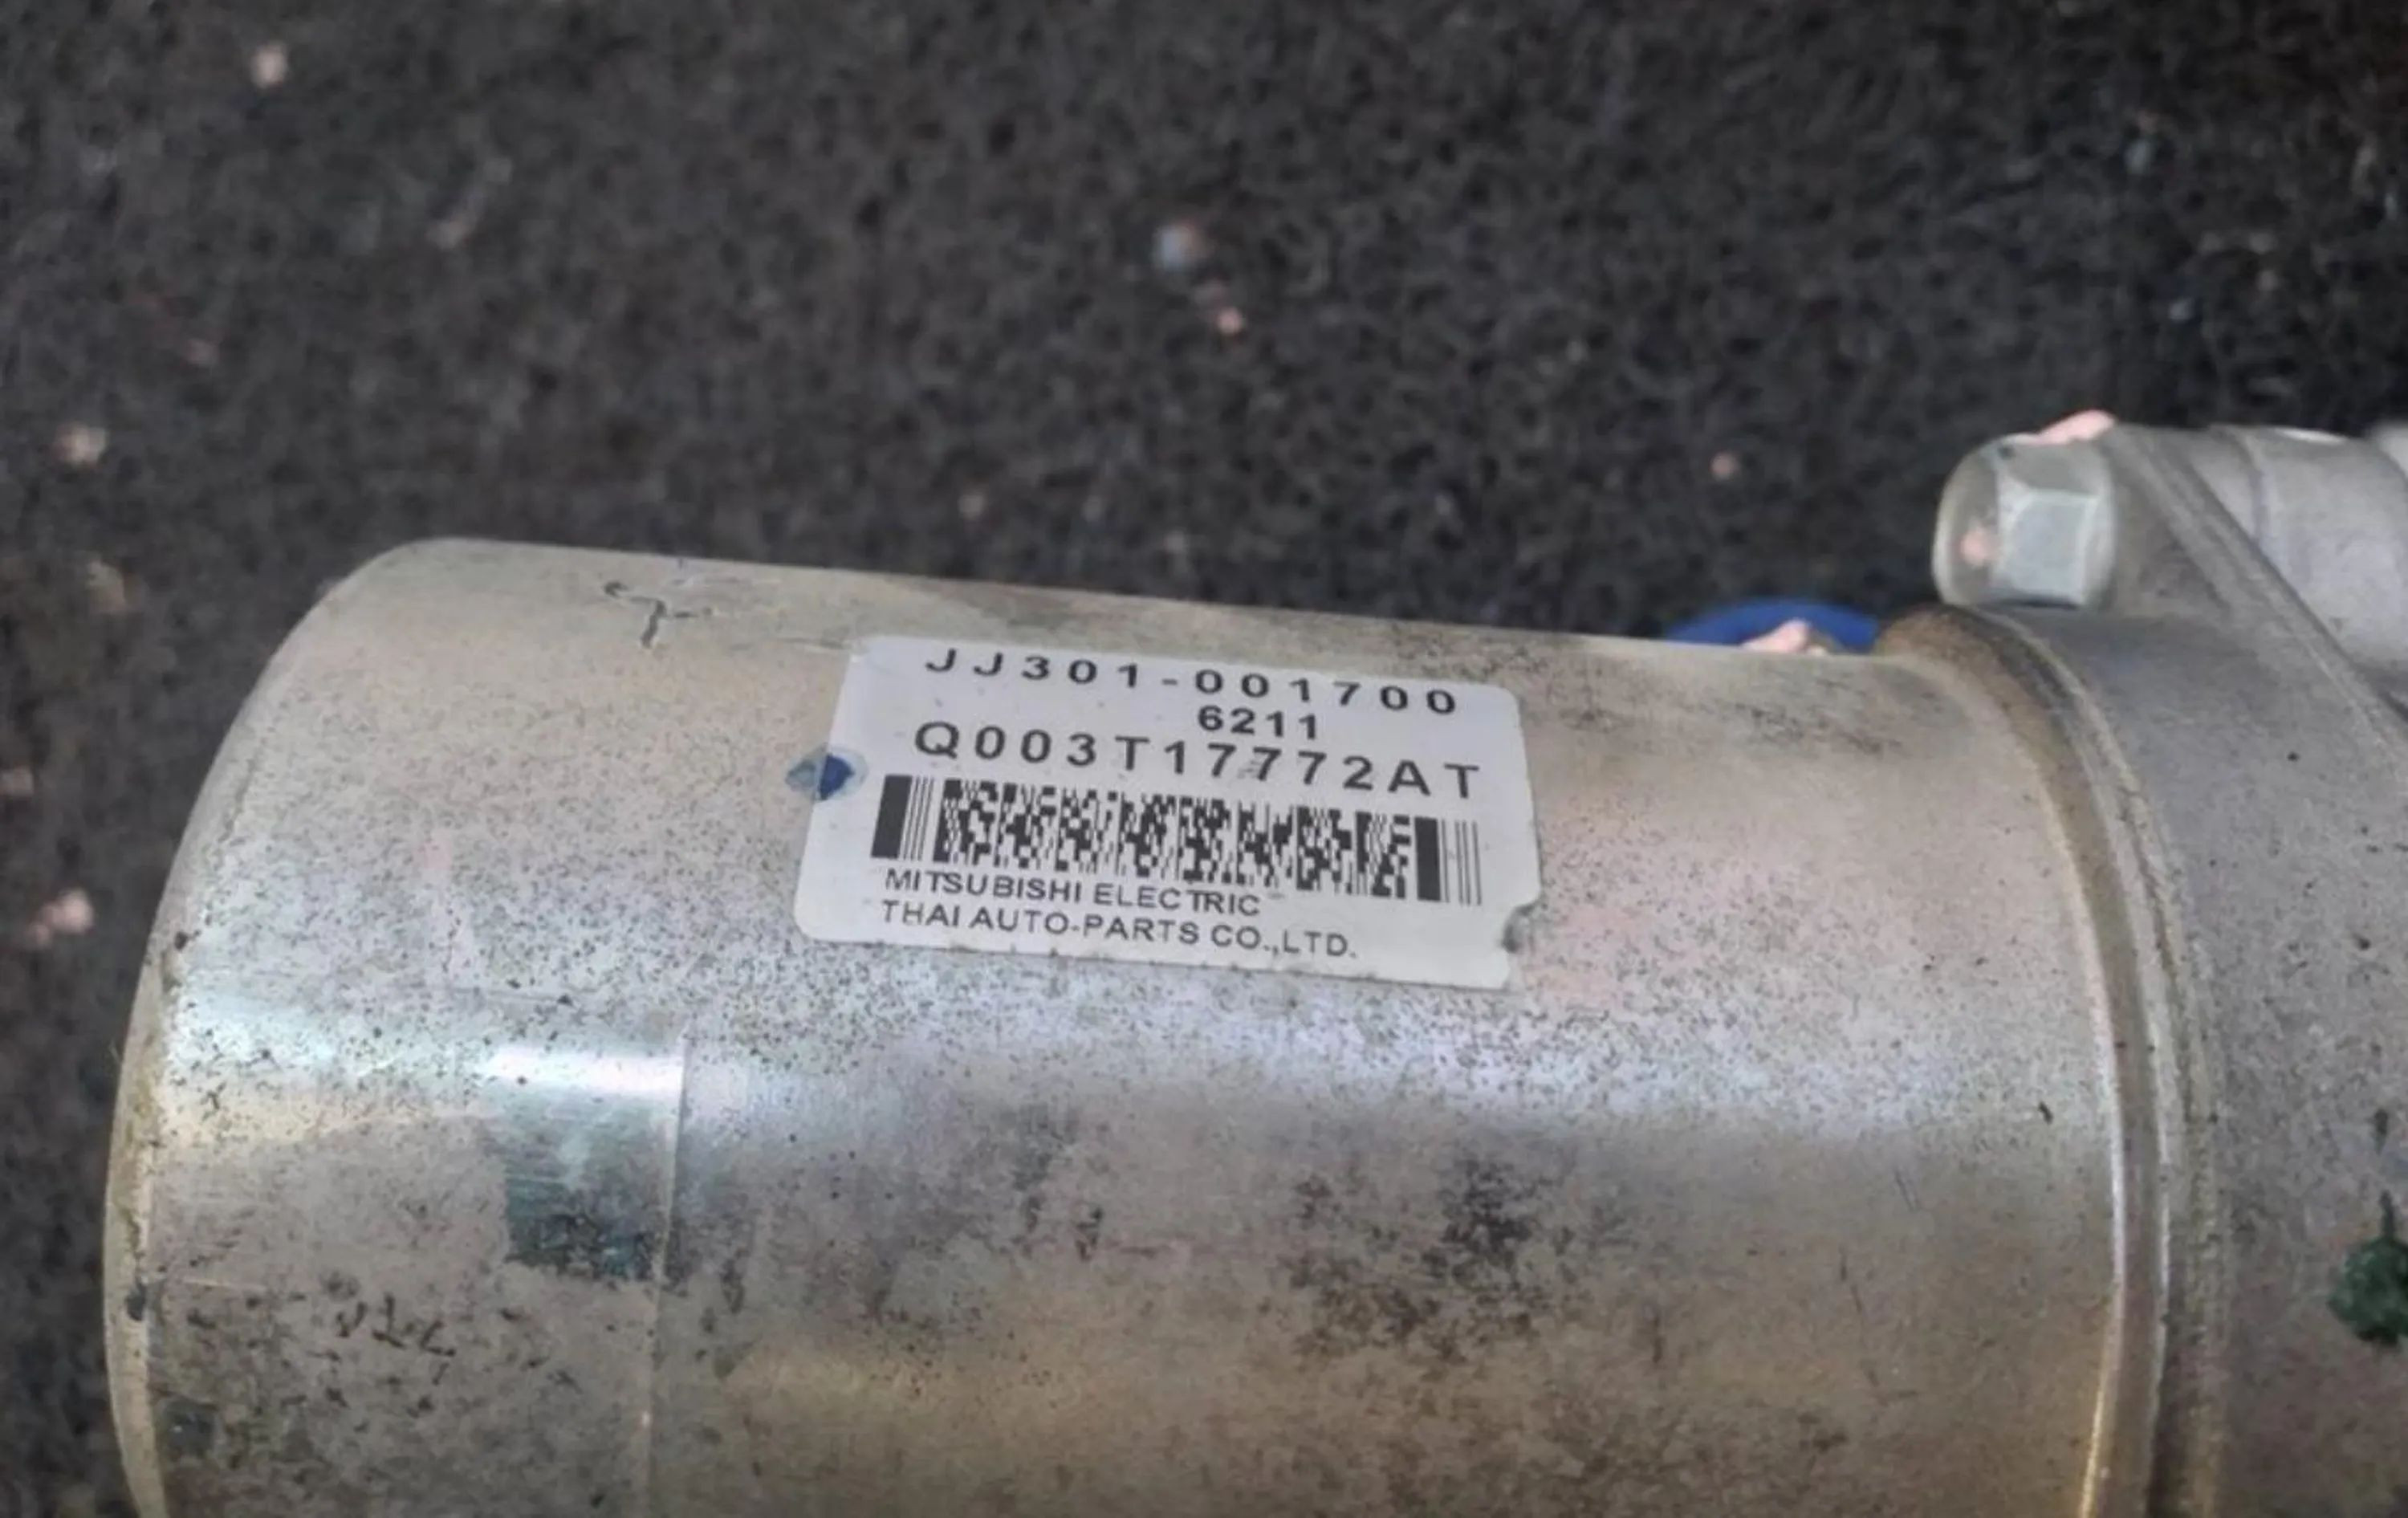 JJ301-001700
6211
Q003T17772AT
MITSUBISHI ELECTRIC
THAI AUTO-PARTS CO.,LTD.